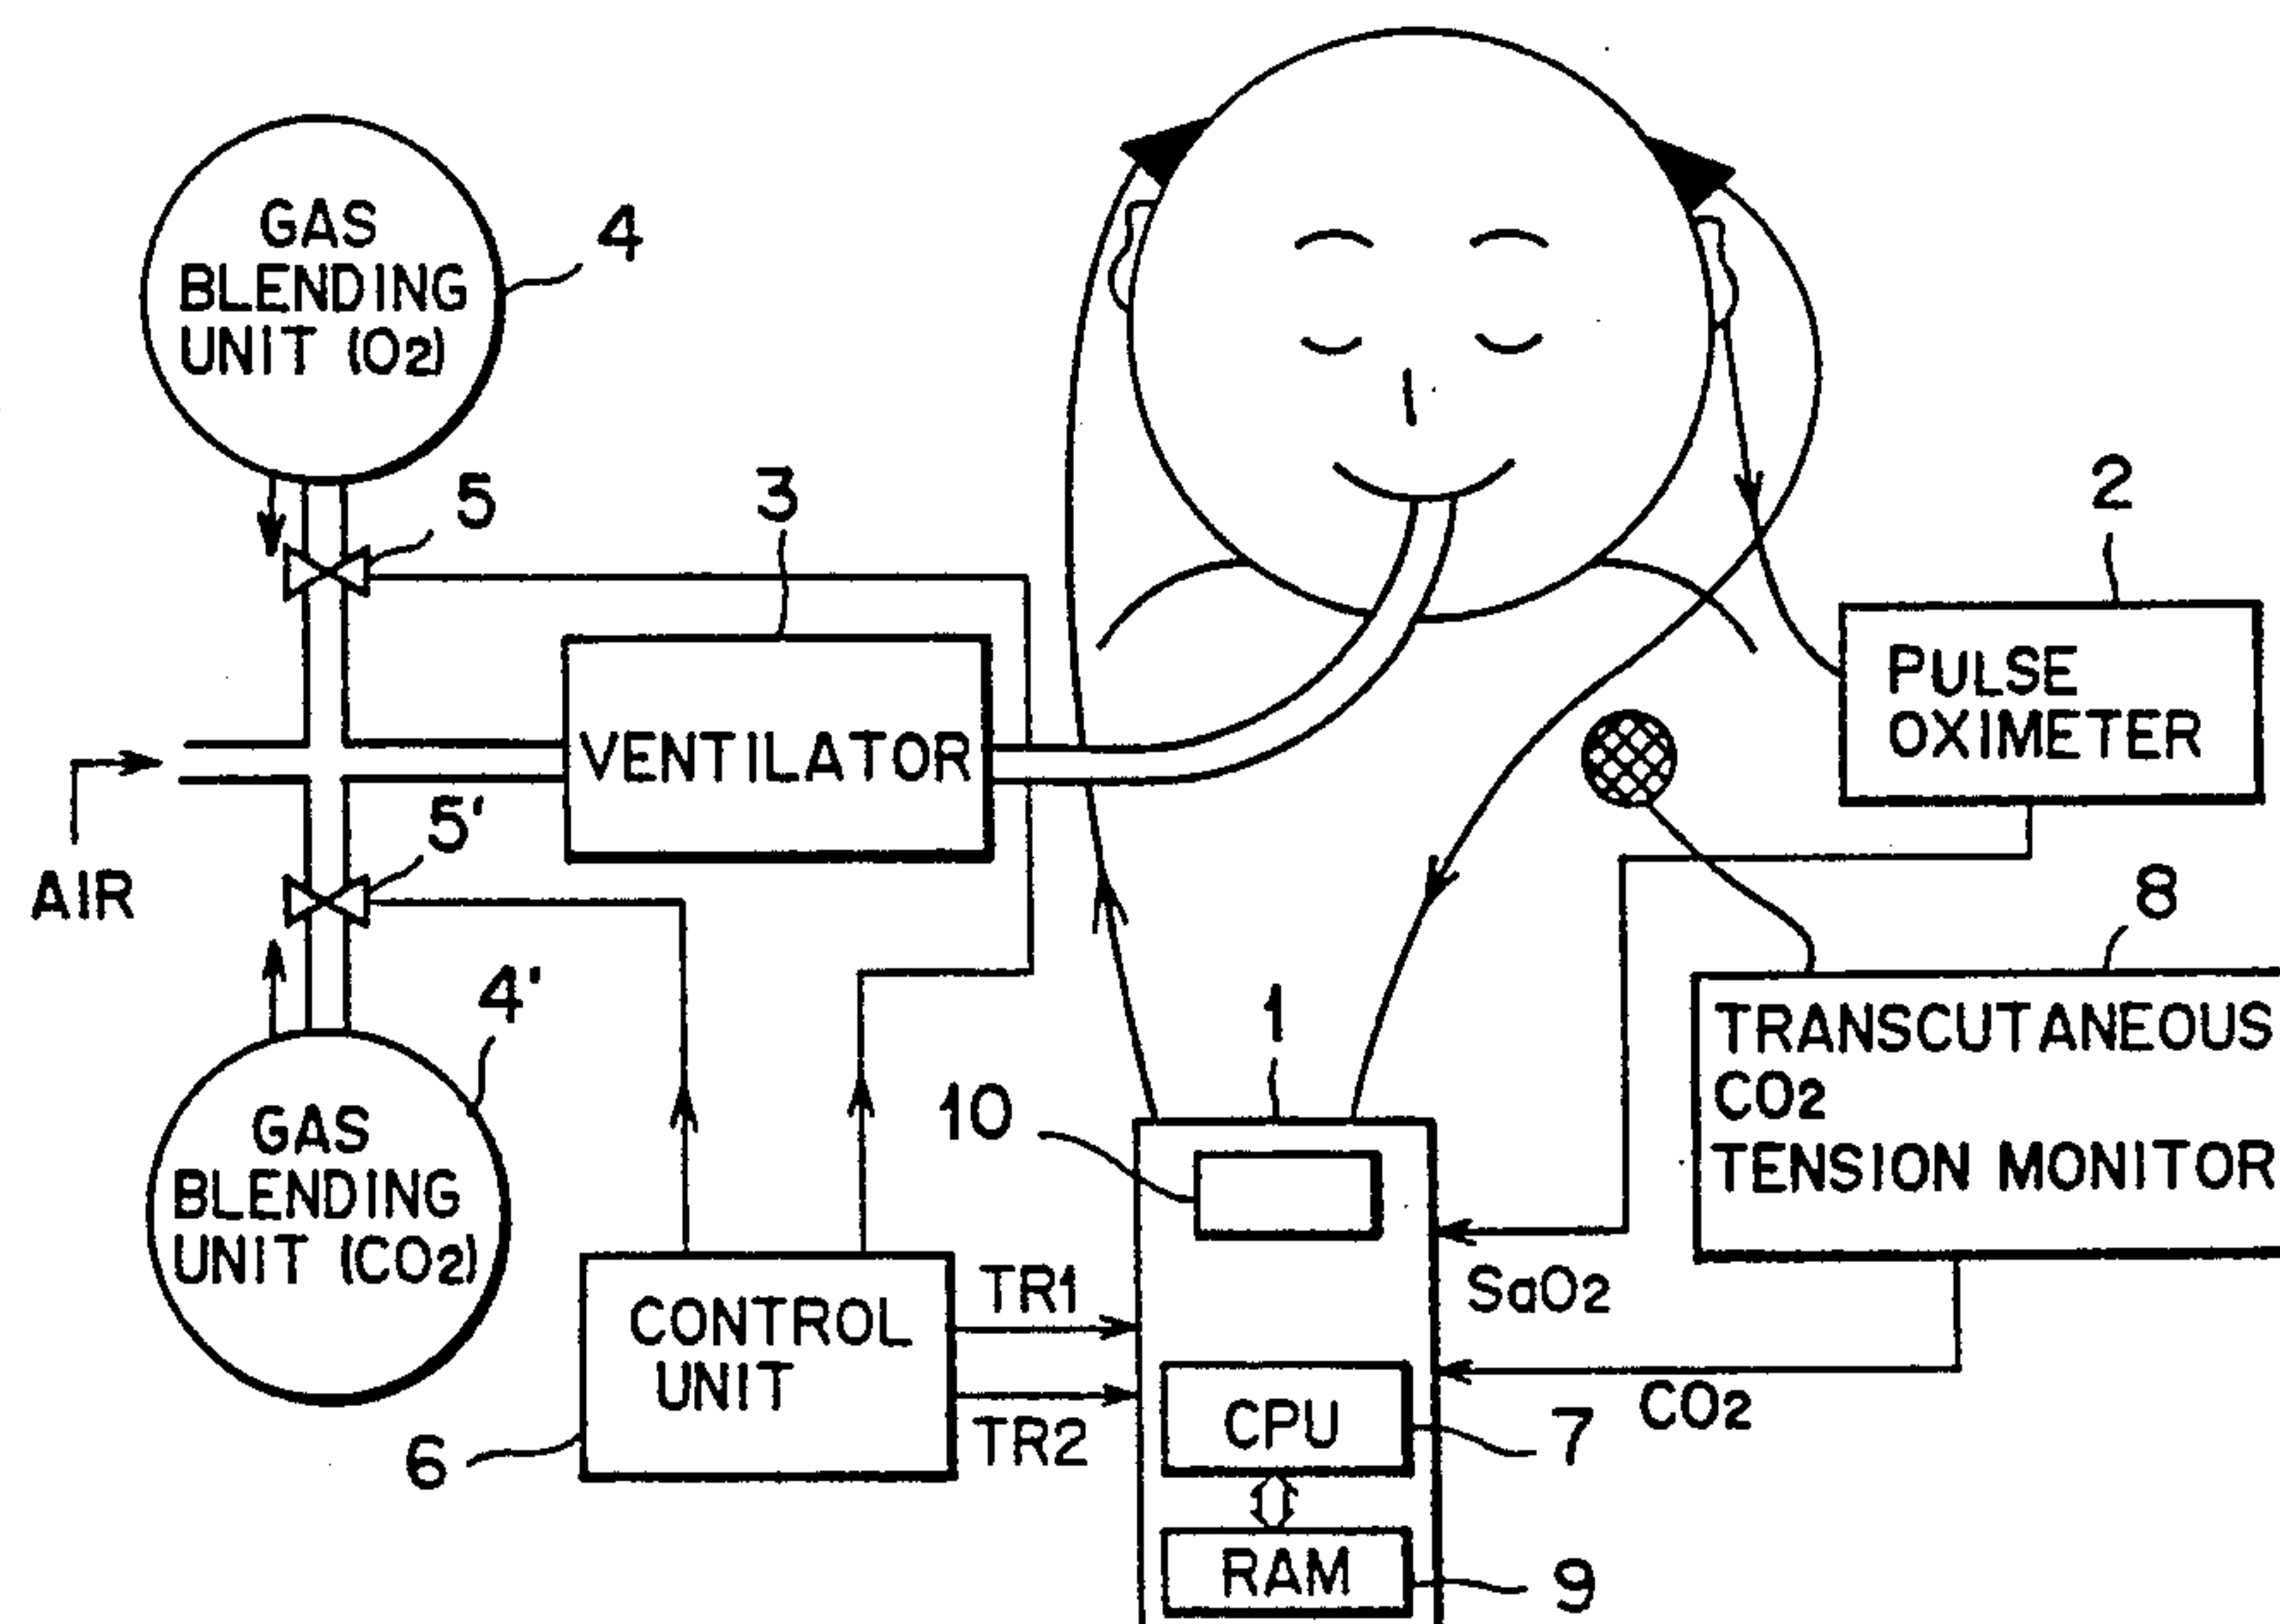 GAS
BLENDING
UNIT (O2)
4
5
3
2
VENTILATOR
PULSE
OXIMETER
AIR
5'
8
4'
1
TRANSCUTANEOUS
CO2
TENSION MONITOR
10
GAS
BLENDING
UNIT (CO2)
TR1
SaO2
CONTROL
UNIT
TR2
CO2
6
CPU
7
RAM
9